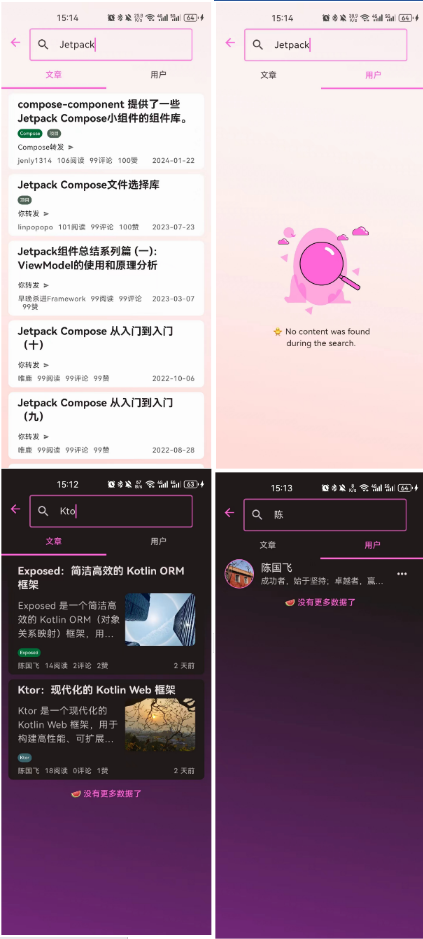 15:14
64
Jetpack
文章
用户
compose-component 提供了一些
Jetpack Compose小组件的组件库。
Compose
Compose转发
jenly1314 106阅读 99评论 100赞 2024-01-22
Jetpack Compose文件选择库
你转发
linpopopo 101阅读 99评论 99赞 2023-07-23
Jetpack组件总结系列篇 (一):
ViewModel的使用和原理分析
你转发
早晚杀进Framework 99阅读 99评论 2023-03-07
99赞
Jetpack Compose 从入门到入门
（十）
你转发
唯鹿 99阅读 99评论 99赞 2022-10-06
Jetpack Compose 从入门到入门
（九）
你转发
唯鹿 99阅读 99评论 99赞 2022-08-28
15:14
64
Jetpack
文章
用户
No content was found
during the search.
15:12
63
Kto
文章
用户
Exposed：简洁高效的 Kotlin ORM
框架
Exposed 是一个简洁高
效的 Kotlin ORM（对象
关系映射）框架，用...
Exposed
陈国飞 14阅读 2评论 2赞 2 天前
Ktor：现代化的 Kotlin Web 框架
Ktor 是一个现代化的
Kotlin Web 框架，用于
构建高性能、可扩展...
Ktor
陈国飞 18阅读 0评论 1赞 2 天前
没有更多数据了
15:13
64
陈
文章
用户
陈国飞
成功者，始于坚持；卓越者，赢...
没有更多数据了